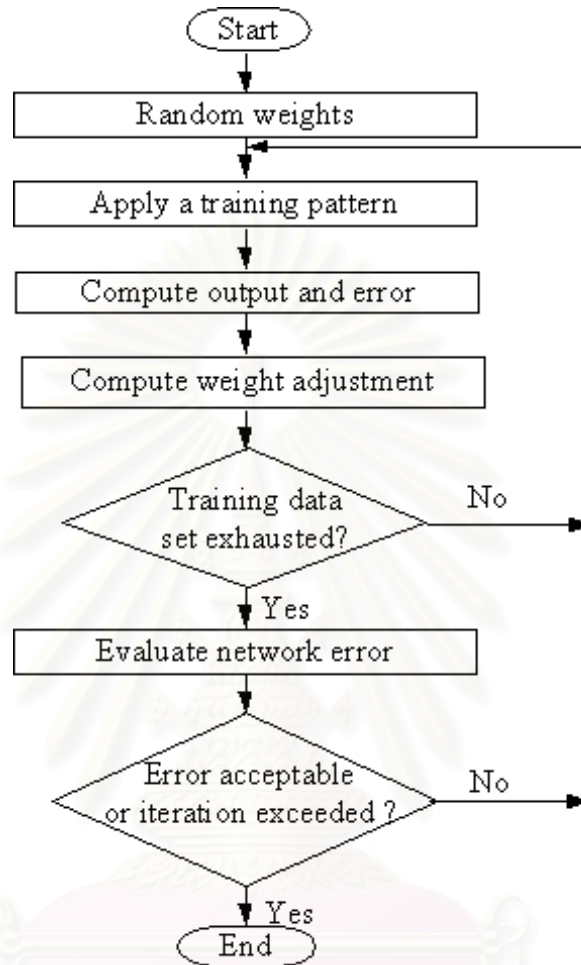 Start
Random weights
Apply a training pattern
Compute output and error
Compute weight adjustment
Training data
set exhausted?
No
Yes
Evaluate network error
Error acceptable
or iteration exceeded ?
No
Yes
End